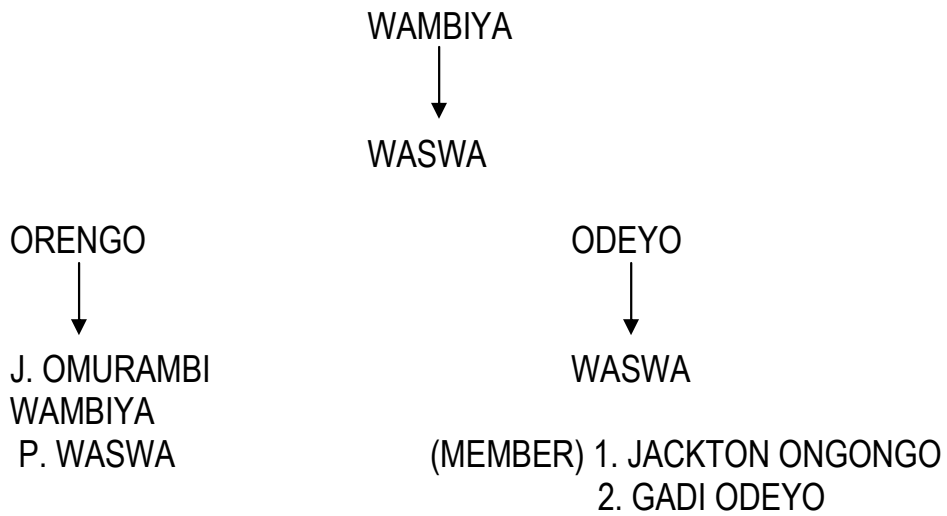 WAMBIYA
WASWA
ORENGO ODEYO
J. OMURAMBI WASWA
WAMBIYA
P. WASWA (MEMBER) 1. JACKTON ONGONGO
2. GADI ODEYO